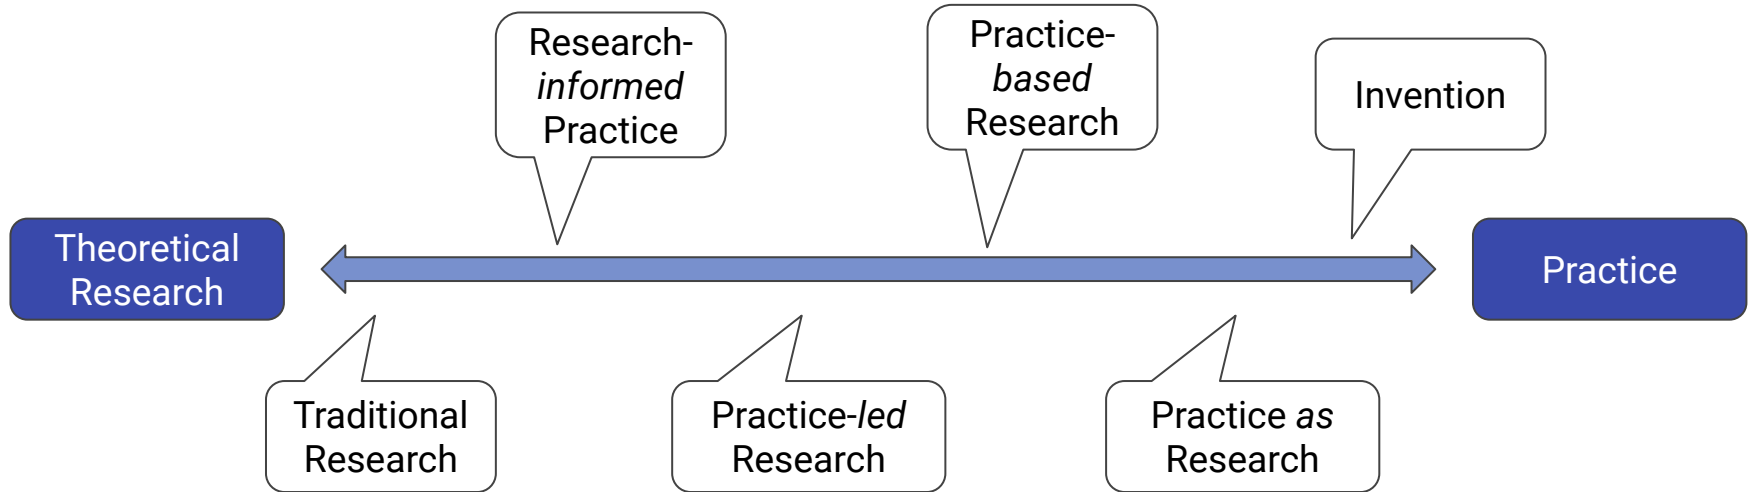 Research-
informed
Practice
Practice-
based
Research
Invention
Theoretical
Research
Practice
Traditional
Research
Practice-led
Research
Practice as
Research